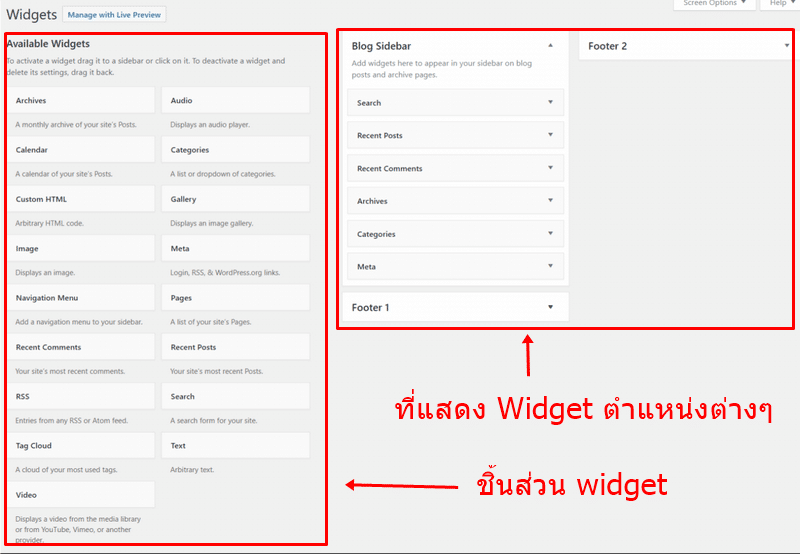 Widgets
Manage with Live Preview
Screen Options ▼
Help ▼
Available Widgets
To activate a widget drag it to a sidebar or click on it. To deactivate a widget and
delete its settings, drag it back.
Archives
Audio
A monthly archive of your site's Posts.
Displays an audio player.
Calendar
Categories
A calendar of your site's Posts.
A list or dropdown of categories.
Custom HTML
Gallery
Arbitrary HTML code.
Displays an image gallery.
Image
Meta
Displays an image.
Login, RSS, & WordPress.org links.
Navigation Menu
Pages
Add a navigation menu to your sidebar.
A list of your site's Pages.
Recent Comments
Recent Posts
Your site's most recent comments.
Your site's most recent Posts.
RSS
Search
Entries from any RSS or Atom feed.
A search form for your site.
Tag Cloud
Text
A cloud of your most used tags.
Arbitrary text.
Video
Displays a video from the media library
or from YouTube, Vimeo, or another
provider.
Blog Sidebar
Add widgets here to appear in your sidebar on blog
posts and archive pages.
Search
Recent Posts
Recent Comments
Archives
Categories
Meta
Footer 1
Footer 2
ที่แสดง Widget ตำแหน่งต่างๆ
ชิ้นส่วน widget